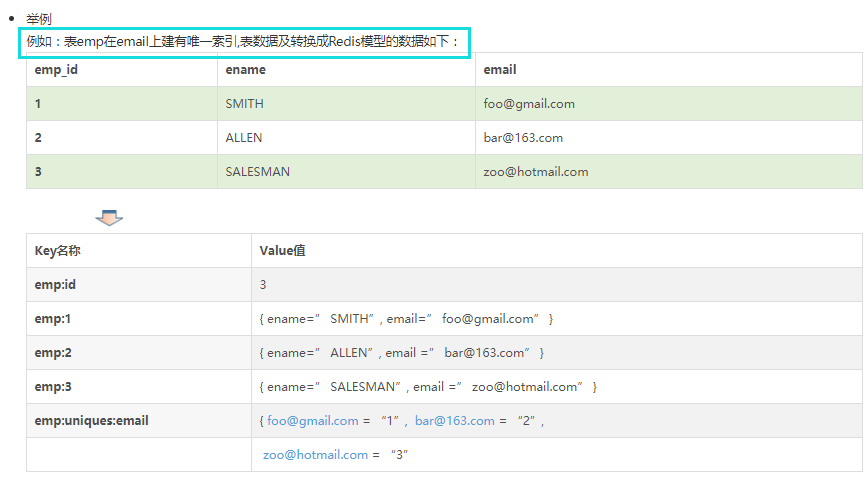 举例
例如：表emp在email上建有唯一索引,表数据及转换成Redis模型的数据如下：
emp_id ename email
1 SMITH foo@gmail.com
2 ALLEN bar@163.com
3 SALESMAN zoo@hotmail.com
Key名称 Value值
emp:id 3
emp:1 { ename=” SMITH”, email=” foo@gmail.com” }
emp:2 { ename=” ALLEN”, email =” bar@163.com” }
emp:3 { ename=” SALESMAN”, email =” zoo@hotmail.com” }
emp:uniques:email { foo@gmail.com = “1”, bar@163.com = “2”,
zoo@hotmail.com = “3”